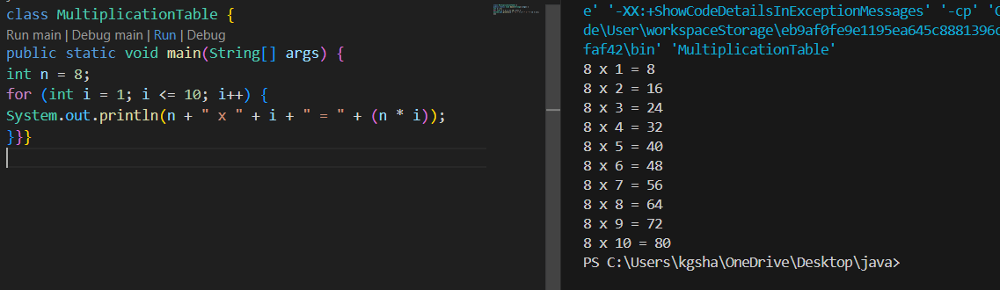 class MultiplicationTable {
Run main | Debug main | Run | Debug
public static void main(String[] args) {
int n = 8;
for (int i = 1; i <= 10; i++) {
System.out.println(n + " x " + i + " = " + (n * i));
}}}
e' '-XX:+ShowCodeDetailsInExceptionMessages' '-cp' 'C
de\User\workspaceStorage\eb9af0fe9e1195ea645c8881396c
faf42\bin' 'MultiplicationTable'
8 x 1 = 8
8 x 2 = 16
8 x 3 = 24
8 x 4 = 32
8 x 5 = 40
8 x 6 = 48
8 x 7 = 56
8 x 8 = 64
8 x 9 = 72
8 x 10 = 80
PS C:\Users\kgsha\OneDrive\Desktop\java>